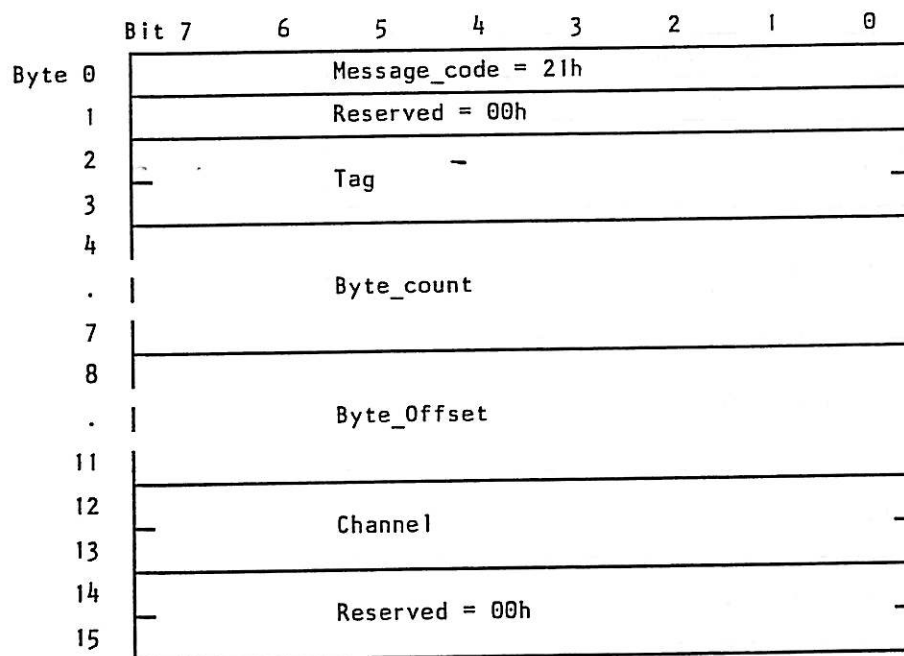 Bit 7 6 5 4 3 2 1 0
Byte 0 Message_code = 21h
1 Reserved = 00h
2
Tag
3
4
. Byte_count
7
8
. Byte_Offset
11
12
Channel
13
14
Reserved = 00h
15